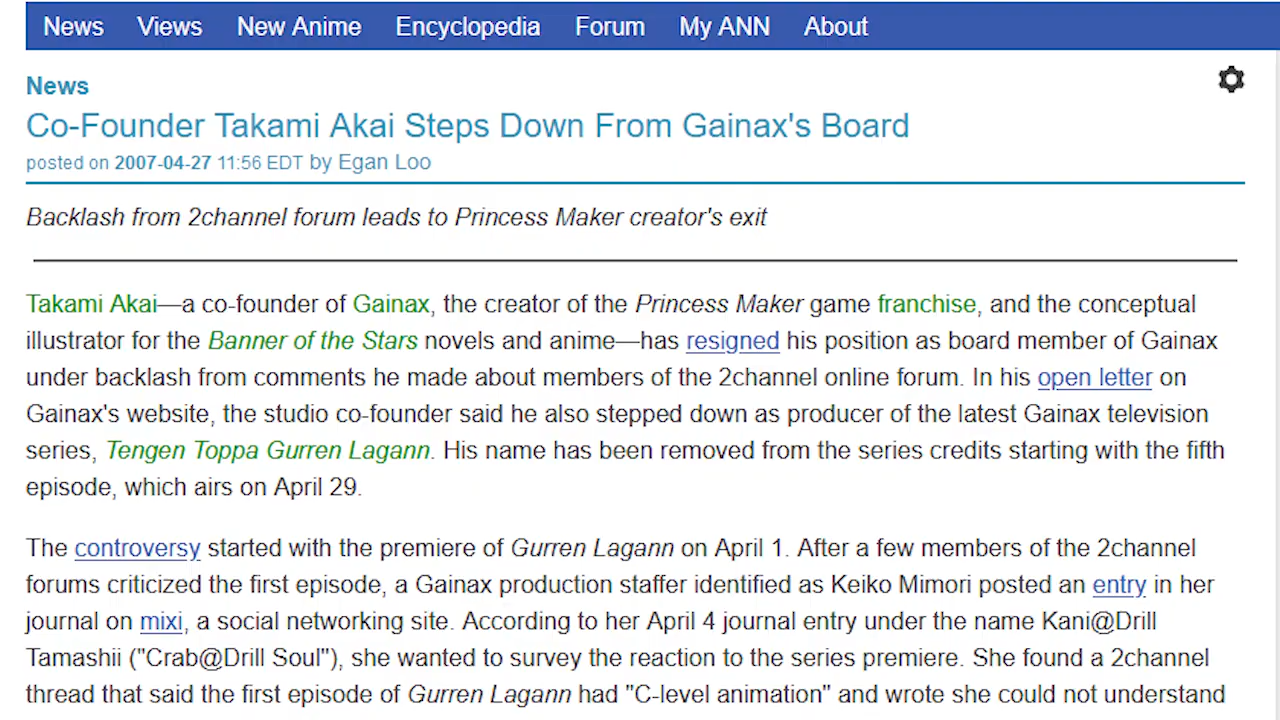 News Views New Anime Encyclopedia Forum My ANN About
News
Co-Founder Takami Akai Steps Down From Gainax's Board
posted on 2007-04-27 11:56 EDT by Egan Loo
Backlash from 2channel forum leads to Princess Maker creator's exit
Takami Akai—a co-founder of Gainax, the creator of the Princess Maker game franchise, and the conceptual
illustrator for the Banner of the Stars novels and anime—has resigned his position as board member of Gainax
under backlash from comments he made about members of the 2channel online forum. In his open letter on
Gainax's website, the studio co-founder said he also stepped down as producer of the latest Gainax television
series, Tengen Toppa Gurren Lagann. His name has been removed from the series credits starting with the fifth
episode, which airs on April 29.
The controversy started with the premiere of Gurren Lagann on April 1. After a few members of the 2channel
forums criticized the first episode, a Gainax production staffer identified as Keiko Mimori posted an entry in her
journal on mixi, a social networking site. According to her April 4 journal entry under the name Kani@Drill
Tamashii ("Crab@Drill Soul"), she wanted to survey the reaction to the series premiere. She found a 2channel
thread that said the first episode of Gurren Lagann had "C-level animation" and wrote she could not understand